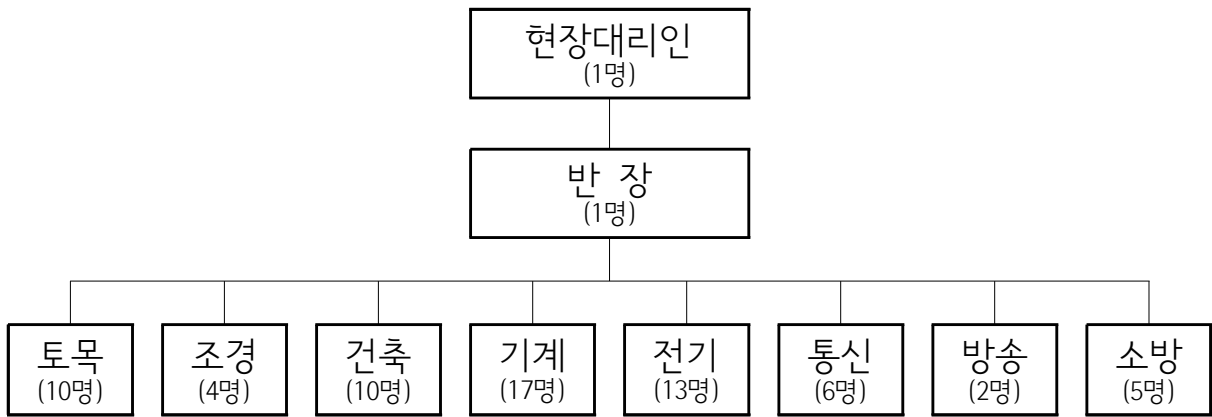 현장대리인
(1명)
반 장
(1명)
토목
(10명)
조경
(4명)
건축
(10명)
기계
(17명)
전기
(13명)
통신
(6명)
방송
(2명)
소방
(5명)